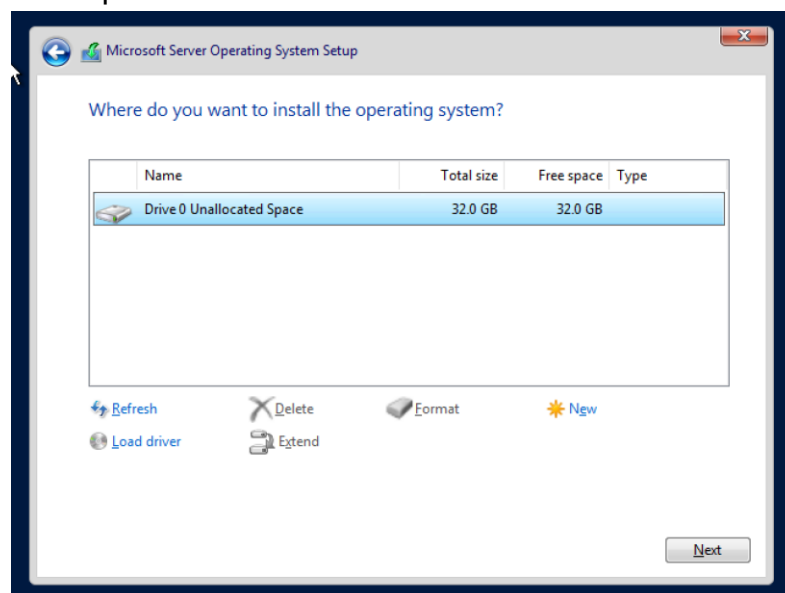 Microsoft Server Operating System Setup
Where do you want to install the operating system?
Name Total size Free space Type
Drive 0 Unallocated Space 32.0 GB 32.0 GB
Refresh Delete Format New
Load driver Extend
Next